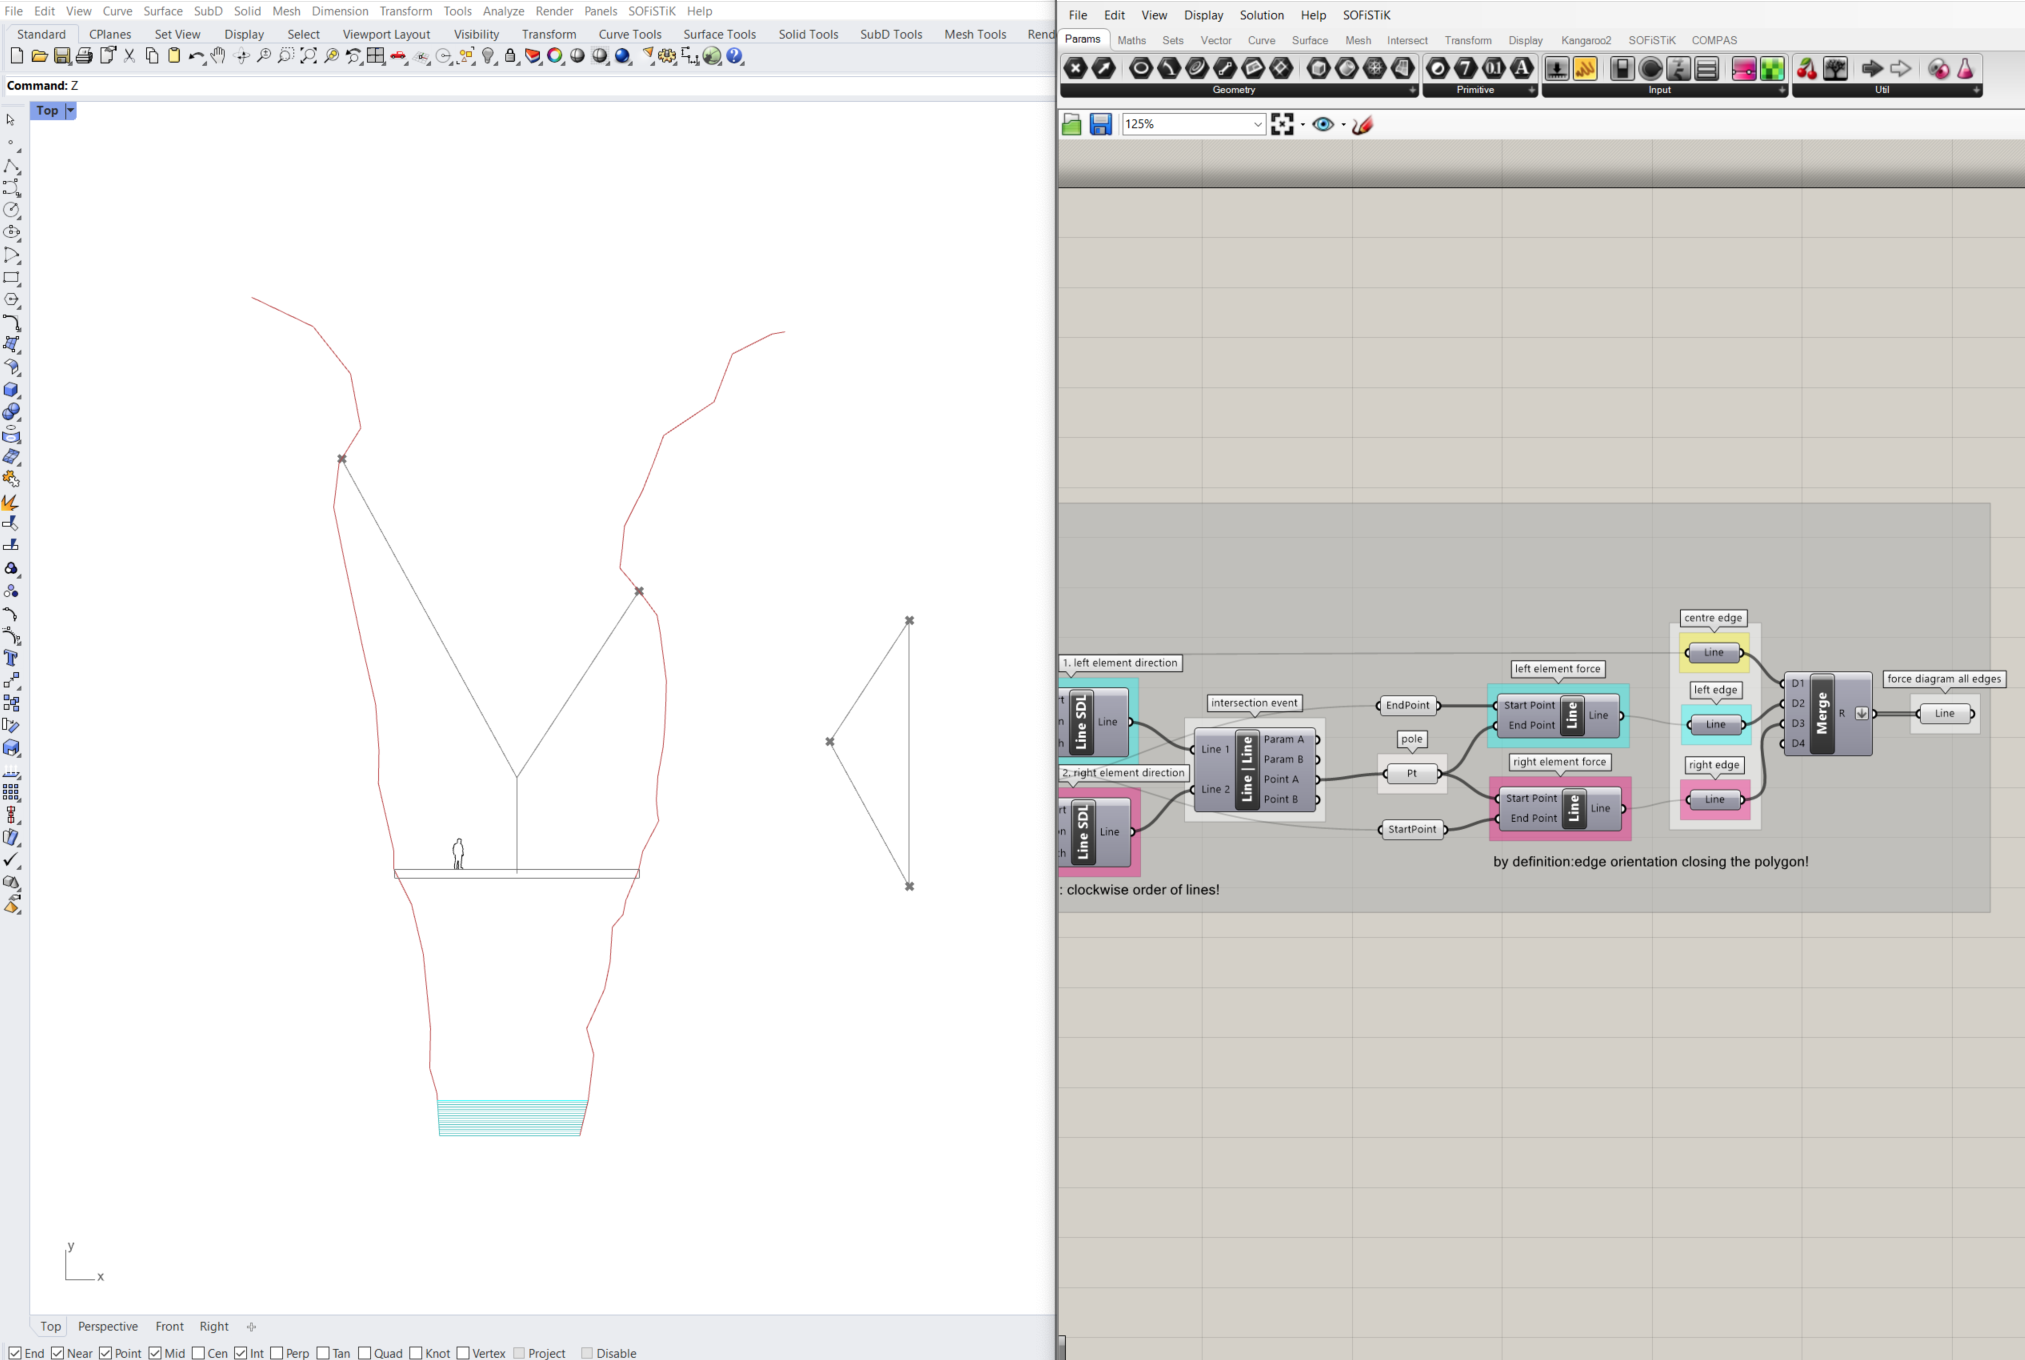 File Edit View Curve Surface SubD Solid Mesh Dimension Transform Tools Analyze Render Panels SOFiSTiK Help
Standard CPlanes Set View Display Select Viewport Layout Visibility Transform Curve Tools Surface Tools Solid Tools SubD Tools Mesh Tools Rend
Command: Z
Top
y
x
Top Perspective Front Right
End Near Point Mid Cen Int Perp Tan Quad Knot Vertex Project Disable
File Edit View Display Solution Help SOFiSTiK
Params Maths Sets Vector Curve Surface Mesh Intersect Transform Display Kangaroo2 SOFiSTiK COMPAS
Geometry Primitive Input Util
125%
centre edge
Line
1. left element direction
Line SDL
Line
intersection event
Line 1
Line 2
Line | Line
Param A
Param B
Point A
Point B
2. right element direction
Line SDL
Line
: clockwise order of lines!
EndPoint
pole
Pt
StartPoint
left element force
Start Point
End Point
Line
Line
right element force
Start Point
End Point
Line
Line
by definition:edge orientation closing the polygon!
left edge
Line
right edge
Line
D1
D2
D3
D4
Merge
R
force diagram all edges
Line